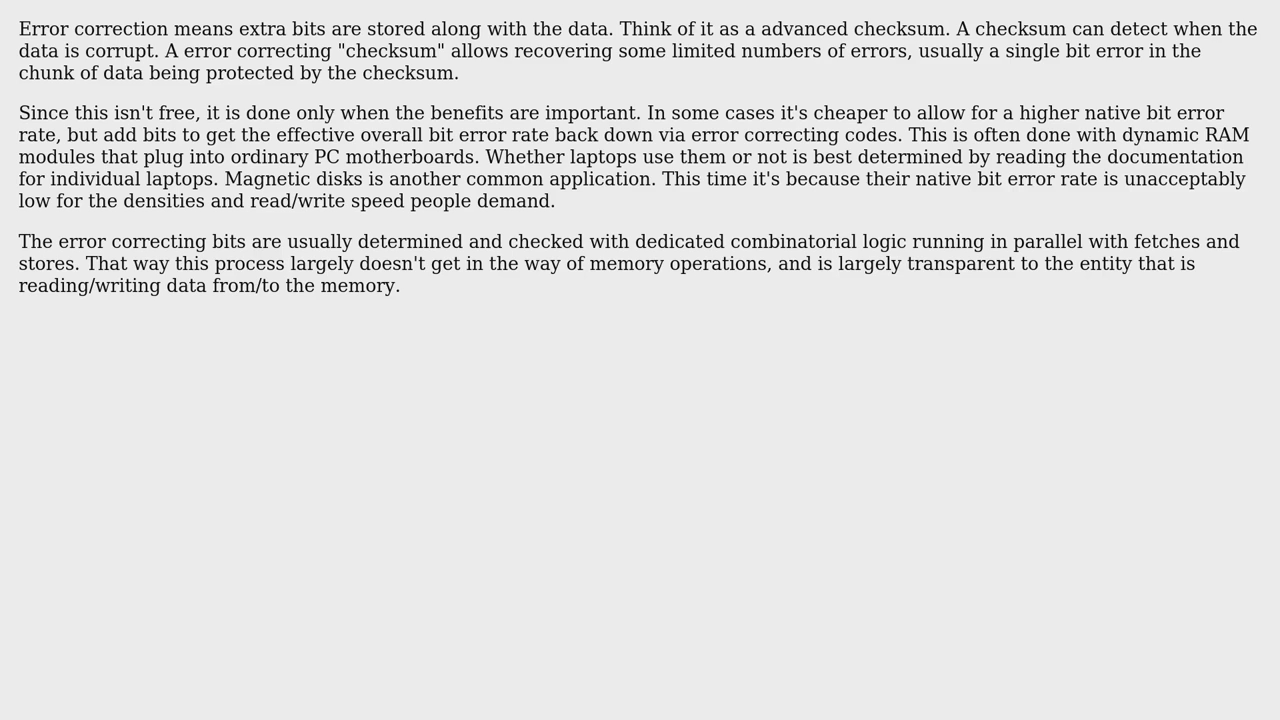 Error correction means extra bits are stored along with the data. Think of it as a advanced checksum. A checksum can detect when the
data is corrupt. A error correcting "checksum" allows recovering some limited numbers of errors, usually a single bit error in the
chunk of data being protected by the checksum.
Since this isn't free, it is done only when the benefits are important. In some cases it's cheaper to allow for a higher native bit error
rate, but add bits to get the effective overall bit error rate back down via error correcting codes. This is often done with dynamic RAM
modules that plug into ordinary PC motherboards. Whether laptops use them or not is best determined by reading the documentation
for individual laptops. Magnetic disks is another common application. This time it's because their native bit error rate is unacceptably
low for the densities and read/write speed people demand.
The error correcting bits are usually determined and checked with dedicated combinatorial logic running in parallel with fetches and
stores. That way this process largely doesn't get in the way of memory operations, and is largely transparent to the entity that is
reading/writing data from/to the memory.